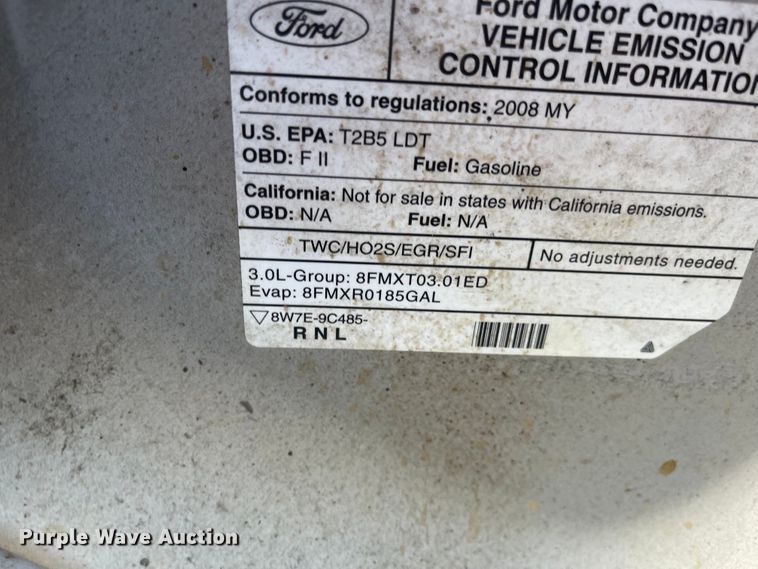 Ford
Ford Motor Company
VEHICLE EMISSION
CONTROL INFORMATION
Conforms to regulations: 2008 MY
U.S. EPA: T2B5 LDT
OBD: F II Fuel: Gasoline
California: Not for sale in states with California emissions.
OBD: N/A Fuel: N/A
TWC/HO2S/EGR/SFI
No adjustments needed.
3.0L-Group: 8FMXT03.01ED
Evap: 8FMXR0185GAL
8W7E-9C485-
R N L
Purple Wave Auction